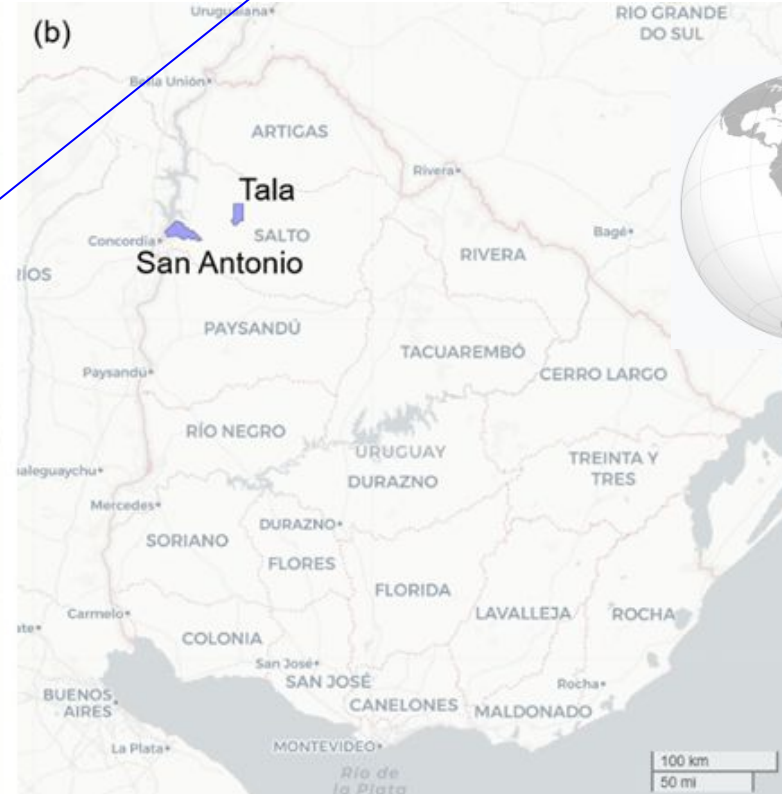 (b)
Uruguaiana
RIO GRANDE
DO SUL
Bella Unión
ARTIGAS
Rivera
Tala
Concordia
SALTO
Bagé
San Antonio
RIVERA
RÍOS
PAYSANDÚ
TACUAREMBÓ
Paysandú
CERRO LARGO
RÍO NEGRO
URUGUAY
TREINTA Y
TRES
ualeguaychu
DURAZNO
Mercedes
DURAZNO
SORIANO
FLORES
FLORIDA
Carmelo
LAVALLEJA
ROCHA
ate
COLONIA
San José
SAN JOSÉ
Rocha
BUENOS
AIRES
CANELONES
MALDONADO
La Plata
MONTEVIDEO
Río de
la Plata
100 km
50 mi